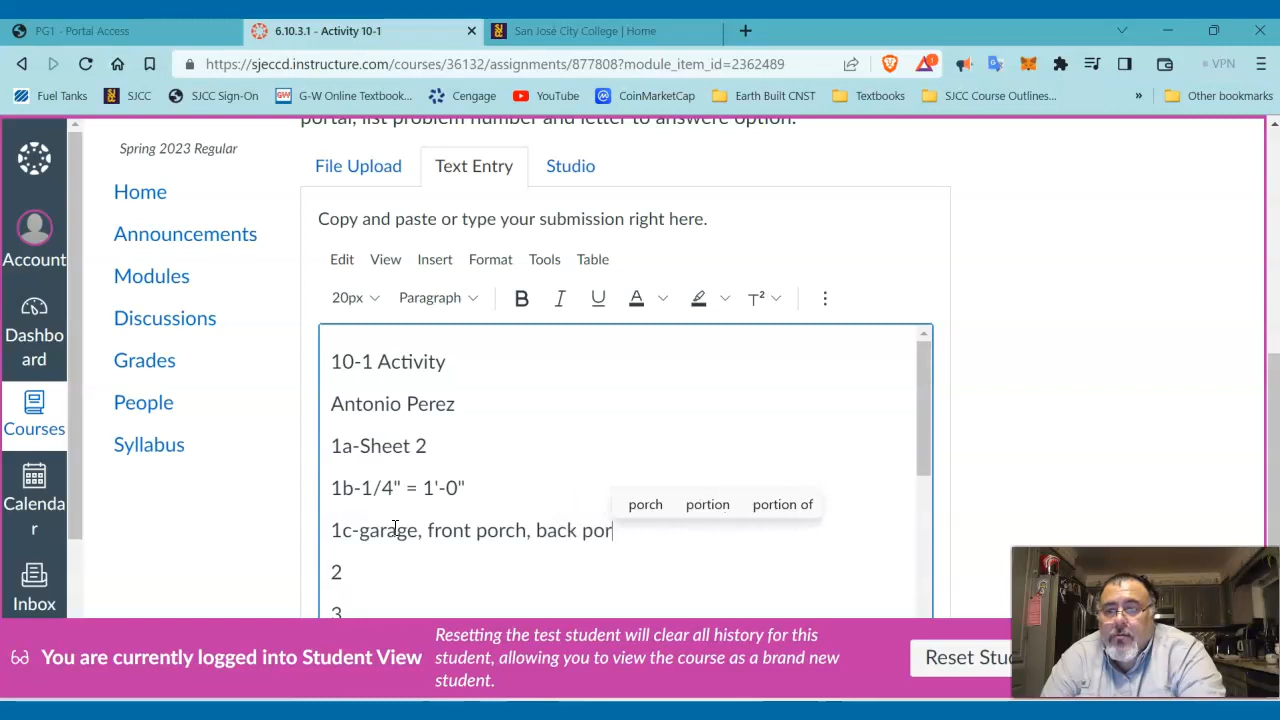 PG1 - Portal Access
6.10.3.1 - Activity 10-1
San José City College | Home
https://sjeccd.instructure.com/courses/36132/assignments/877808?module_item_id=2362489
VPN
Fuel Tanks
SJCC
SJCC Sign-On
G-W Online Textbook...
Cengage
YouTube
CoinMarketCap
Earth Built CNST
Textbooks
SJCC Course Outlines...
»
Other bookmarks
portal, list problem number and letter to answere option.
Spring 2023 Regular
Home
Announcements
Modules
Discussions
Grades
People
Syllabus
Account
Dashbo
ard
Courses
Calenda
r
Inbox
File Upload
Text Entry
Studio
Copy and paste or type your submission right here.
Edit View Insert Format Tools Table
20px Paragraph B I U A T²
10-1 Activity
Antonio Perez
1a-Sheet 2
1b-1/4" = 1'-0"
porch portion portion of
1c-garage, front porch, back por
2
3
You are currently logged into Student View
Resetting the test student will clear all history for this
student, allowing you to view the course as a brand new
student.
Reset Stu